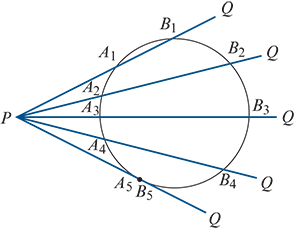 B₁ Q
A₁ B₂ Q
A₂
P A₃ B₃ Q
A₄
A₅ B₅ B₄ Q
Q